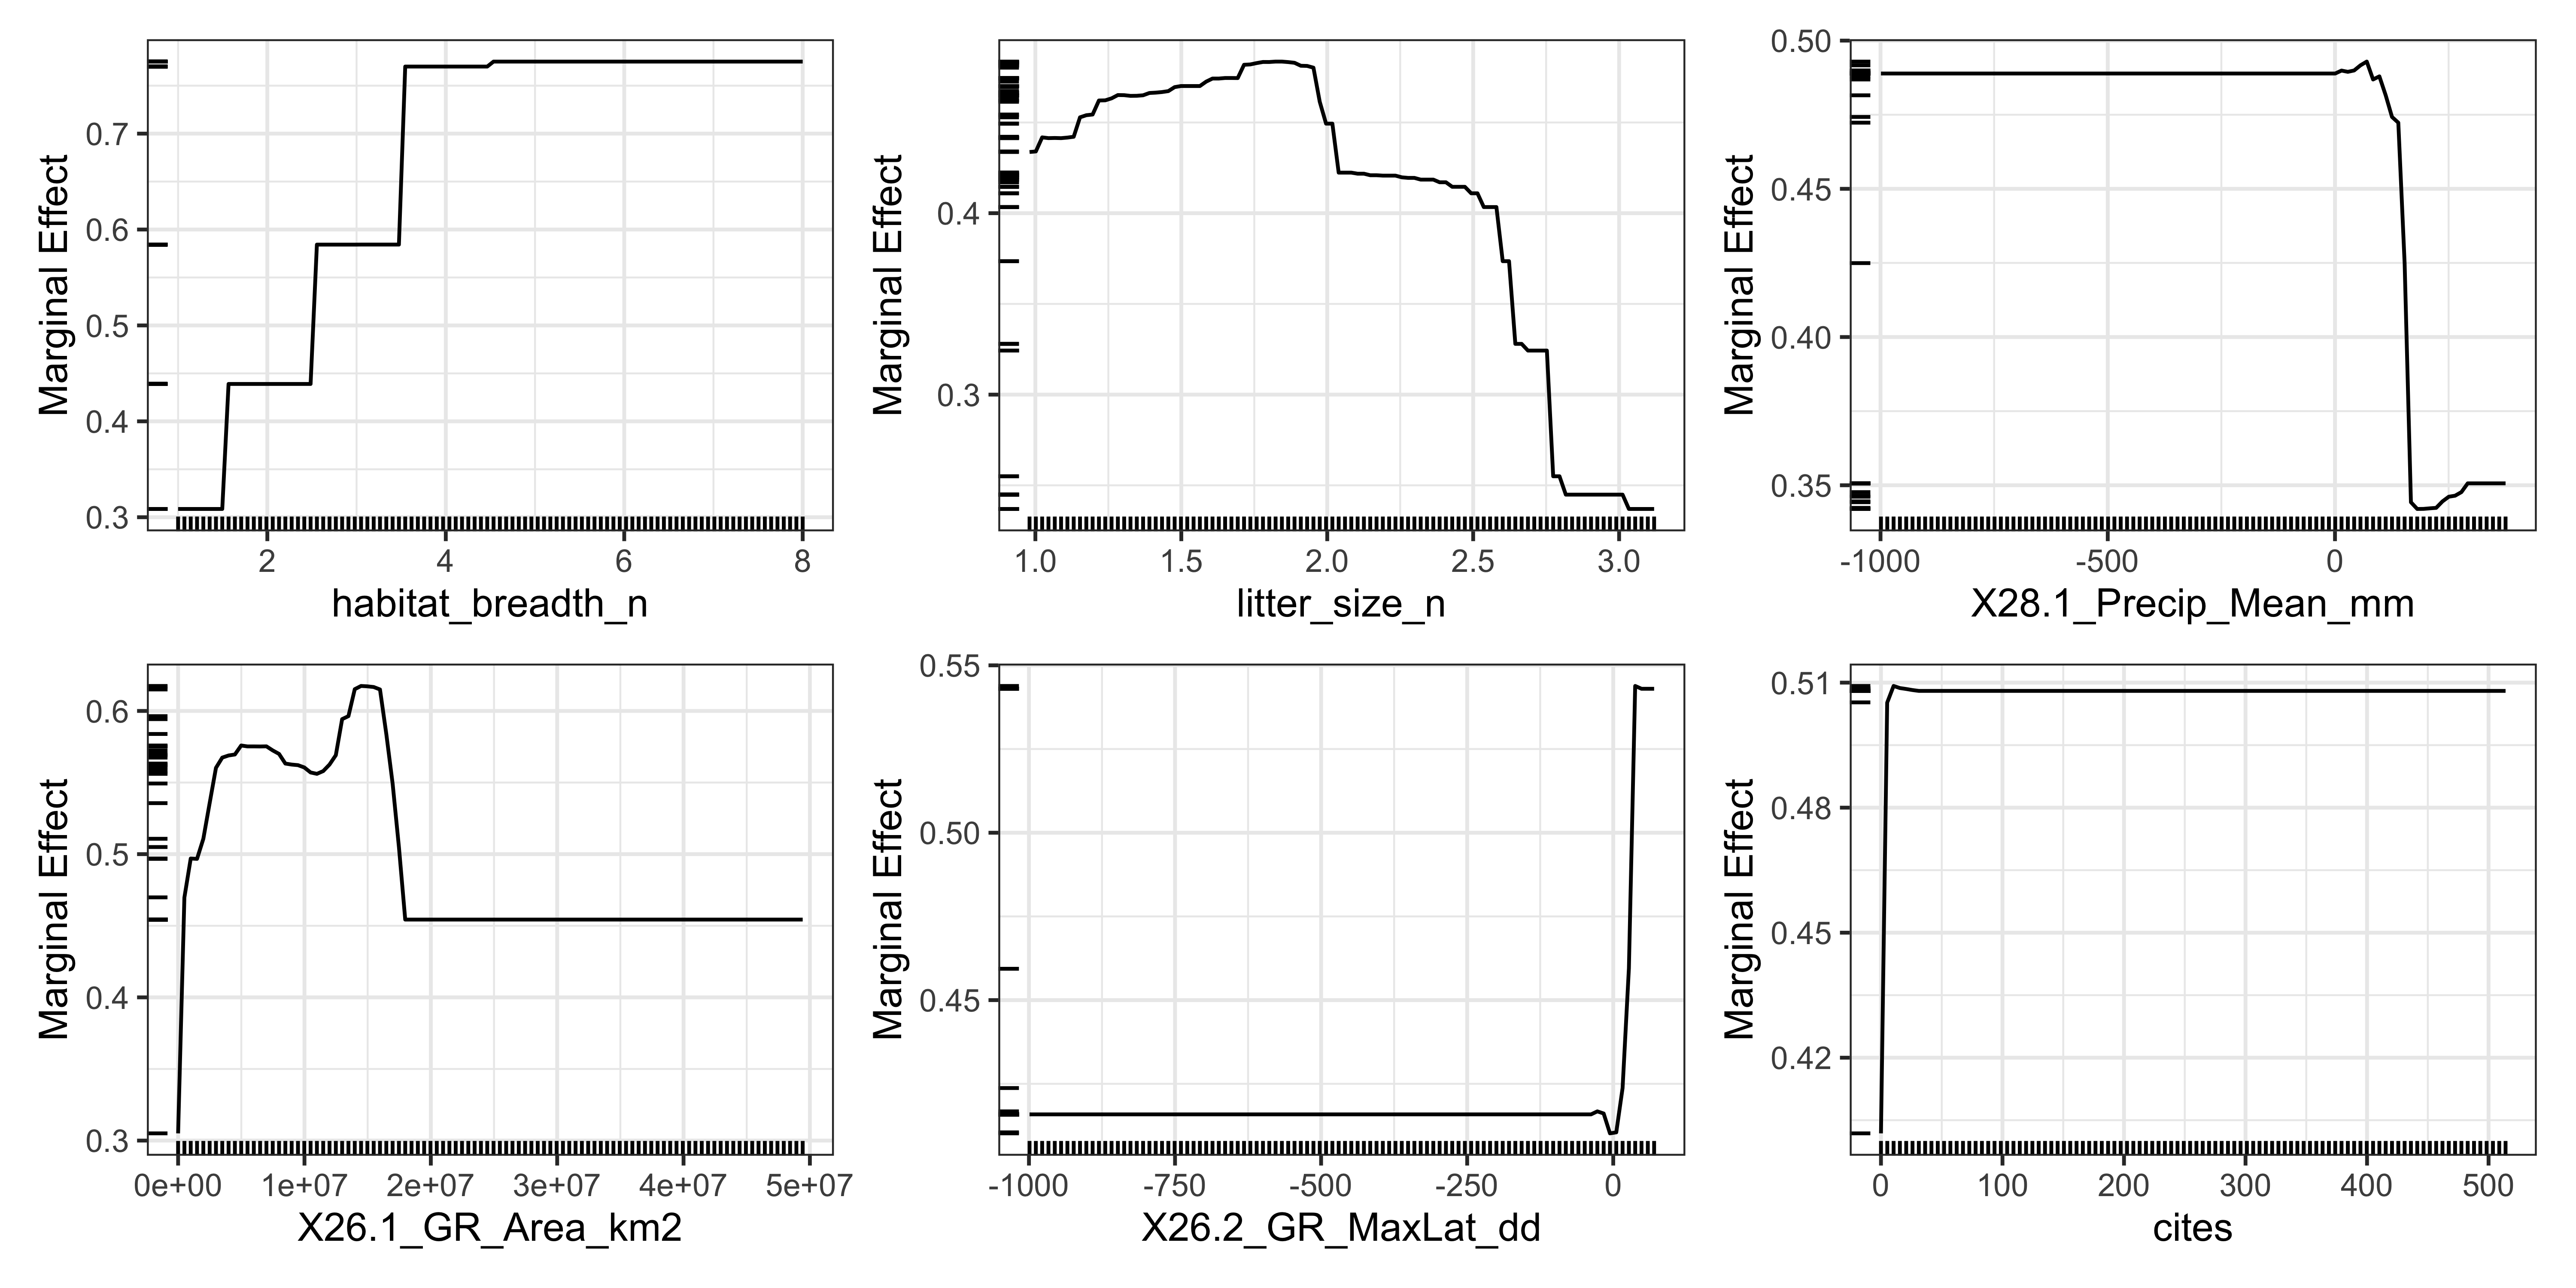 Marginal Effect
0.7
0.6
0.5
0.4
0.3
2 4 6 8
habitat_breadth_n
Marginal Effect
0.4
0.3
1.0 1.5 2.0 2.5 3.0
litter_size_n
Marginal Effect
0.50
0.45
0.40
0.35
-1000 -500 0
X28.1_Precip_Mean_mm
Marginal Effect
0.6
0.5
0.4
0.3
0e+00 1e+07 2e+07 3e+07 4e+07 5e+07
X26.1_GR_Area_km2
Marginal Effect
0.55
0.50
0.45
-1000 -750 -500 -250 0
X26.2_GR_MaxLat_dd
Marginal Effect
0.51
0.48
0.45
0.42
0 100 200 300 400 500
cites